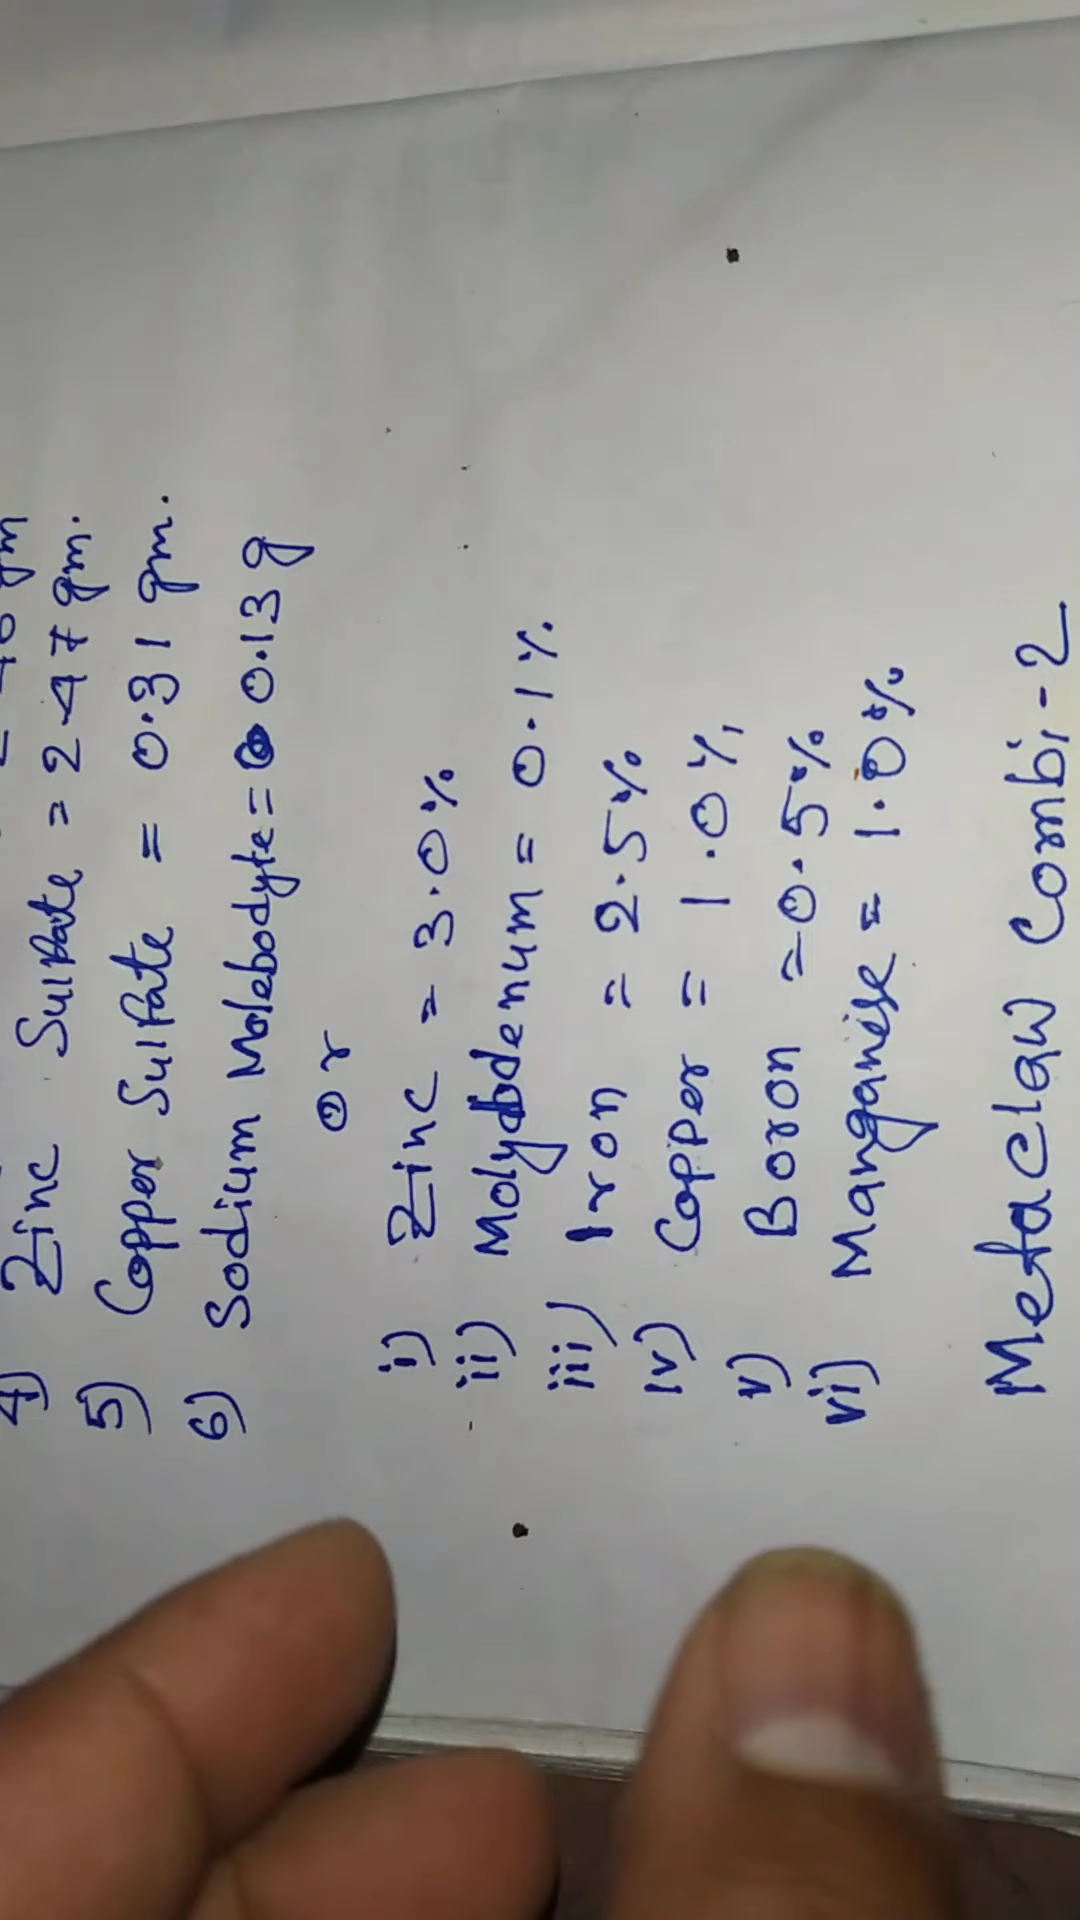 4) Zinc Sulfate = 2.47 gm.
5) Copper Sulfate = 0.31 gm.
6) Sodium Molebodyte = 0.13 g
or
i) Zinc = 3.0%
ii) Molybdenum = 0.1%
iii) Iron = 2.5%
iv) Copper = 1.0%
v) Boron = 0.5%
vi) Manganise = 1.0%
Metaclaw Combi-2